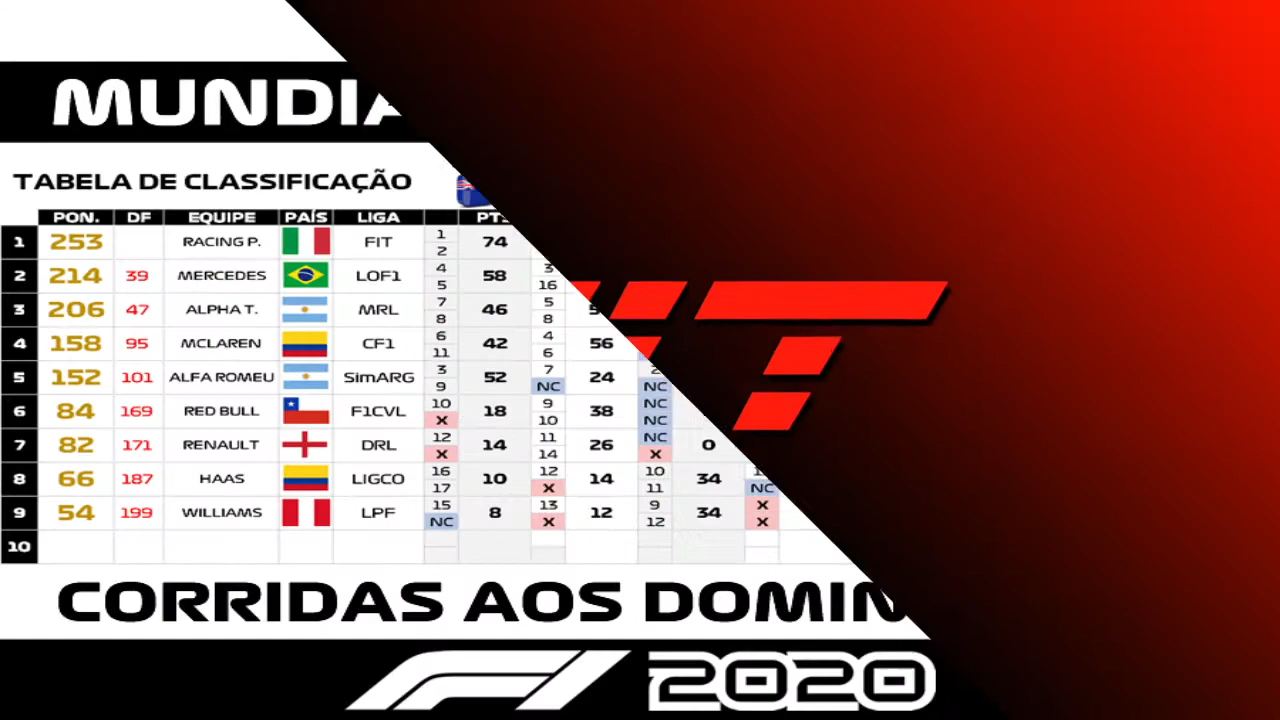 MUNDIA
TABELA DE CLASSIFICAÇÃO
PON. DF EQUIPE PAÍS LIGA PTS
1 253 RACING P. FIT 1 2 74
2 214 39 MERCEDES LOF1 4 5 58 3 16
3 206 47 ALPHA T. MRL 7 8 46 5 8
4 158 95 MCLAREN CF1 6 11 42 4 6 56
5 152 101 ALFA ROMEU SimARG 3 9 52 7 NC 24 NC
6 84 169 RED BULL F1CVL 10 X 18 9 10 38 NC NC
7 82 171 RENAULT DRL 12 X 14 11 14 26 NC X 0
8 66 187 HAAS LIGCO 16 17 10 12 X 14 10 11 34 NC
9 54 199 WILLIAMS LPF 15 NC 8 13 X 12 9 12 34 X X
10
CORRIDAS AOS DOMIN
F1 2020